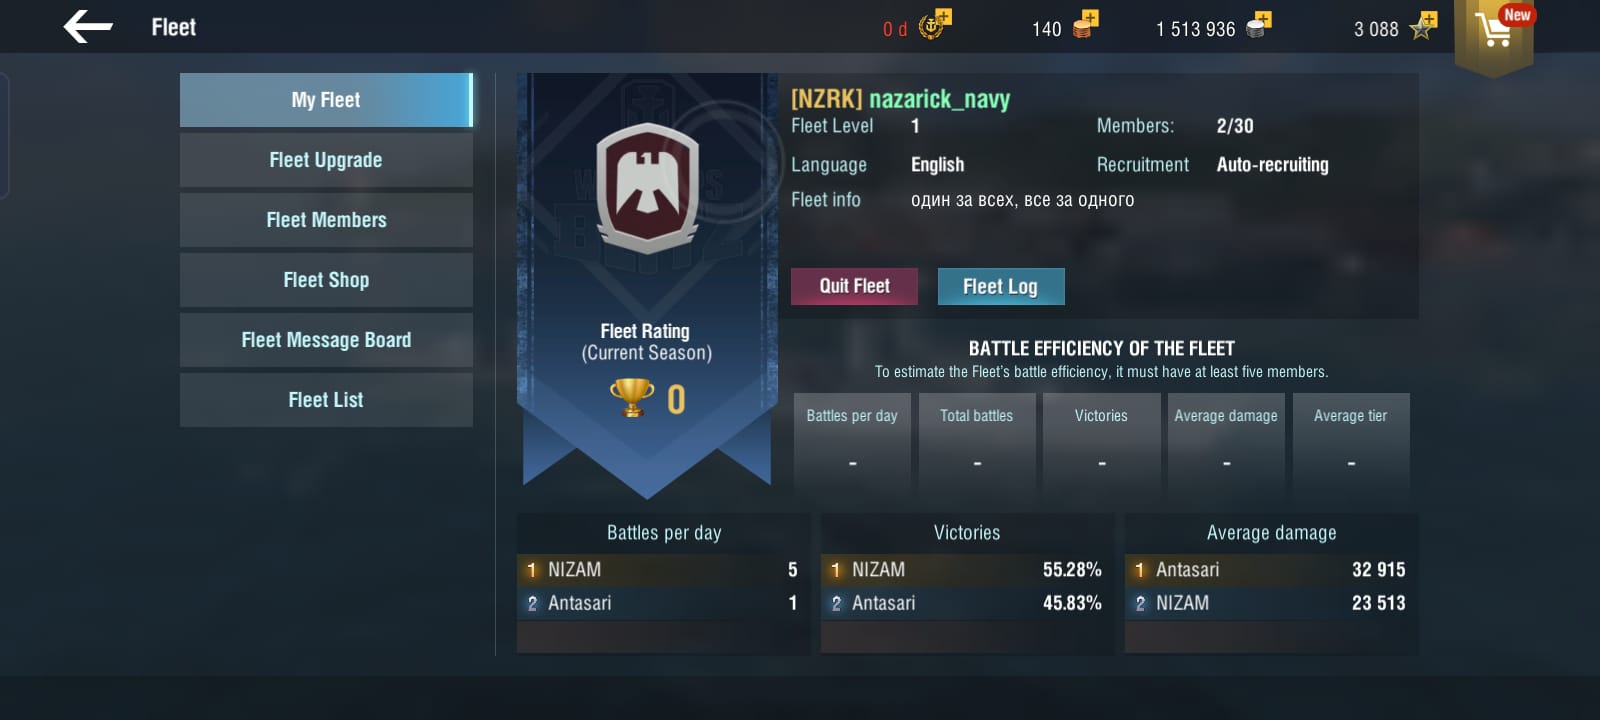 Fleet
0 d
140
1 513 936
3 088
New
My Fleet
Fleet Upgrade
Fleet Members
Fleet Shop
Fleet Message Board
Fleet List
[NZRK] nazarick_navy
Fleet Level 1 Members: 2/30
Language English Recruitment Auto-recruiting
Fleet info один за всех, все за одного
Quit Fleet Fleet Log
Fleet Rating
(Current Season)
0
BATTLE EFFICIENCY OF THE FLEET
To estimate the Fleet's battle efficiency, it must have at least five members.
Battles per day Total battles Victories Average damage Average tier
- - - - -
Battles per day
1 NIZAM 5
2 Antasari 1
Victories
1 NIZAM 55.28%
2 Antasari 45.83%
Average damage
1 Antasari 32 915
2 NIZAM 23 513